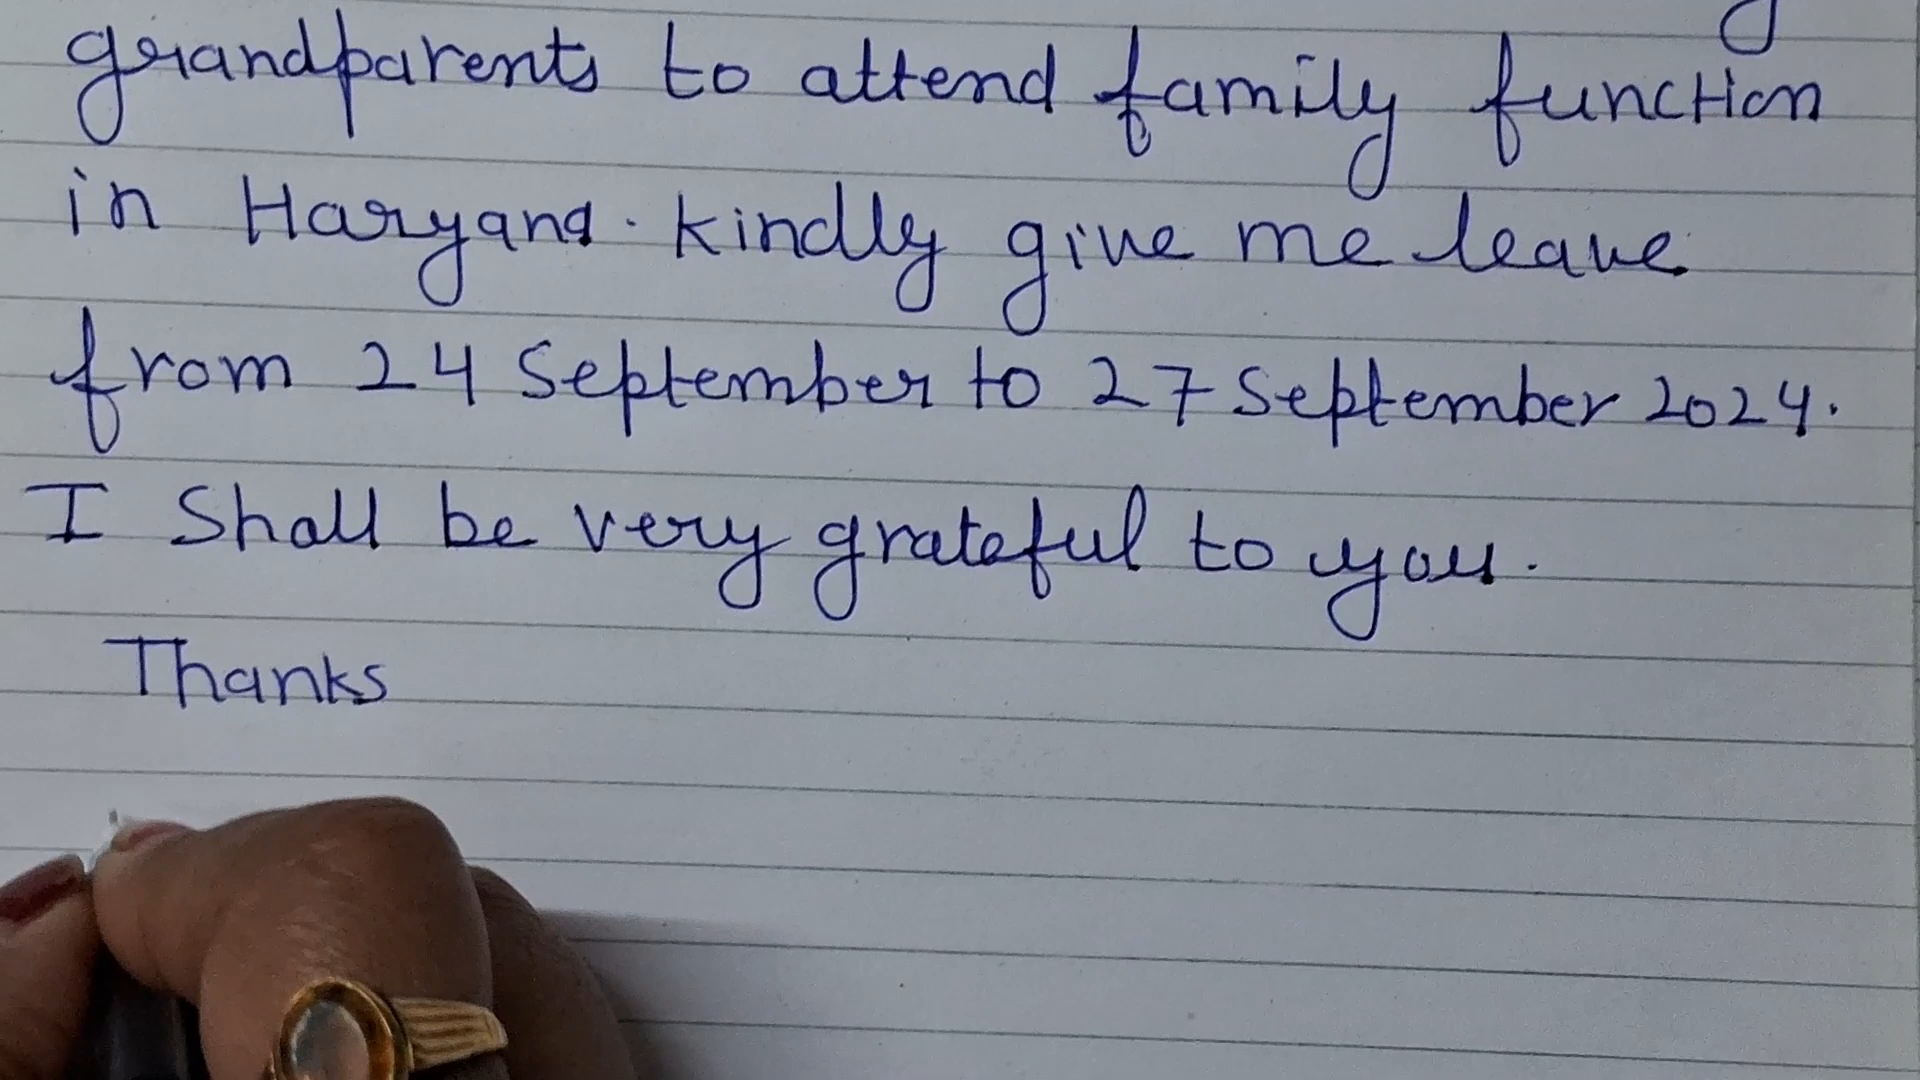 grandparents to attend family function
in Haryana. Kindly give me leave
from 24 September to 27 September 2024.
I Shall be very grateful to you.
Thanks